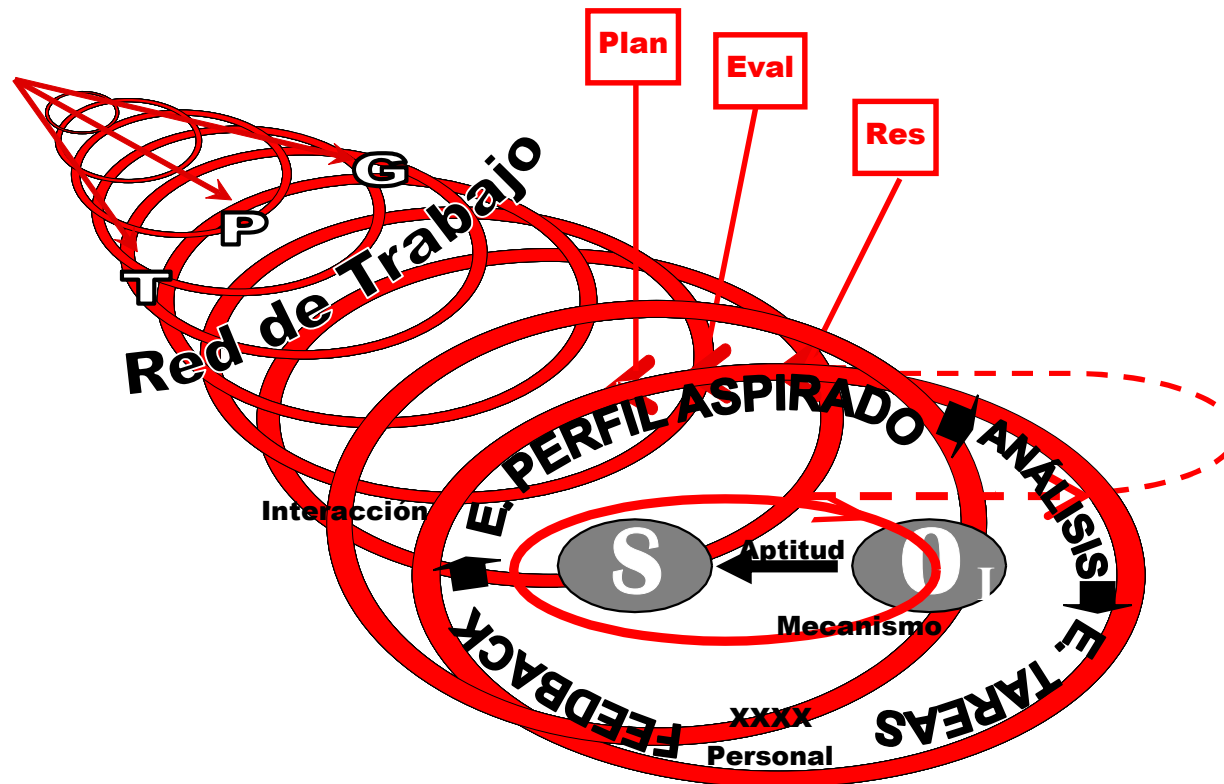 Plan
Eval
Res
G
P
T
Red de Trabajo
E. PERFIL ASPIRADO
ANÁLISIS
E. TAREAS
FEEDBACK
Interacción
S
Aptitud
O I
Mecanismo
XXXX
Personal